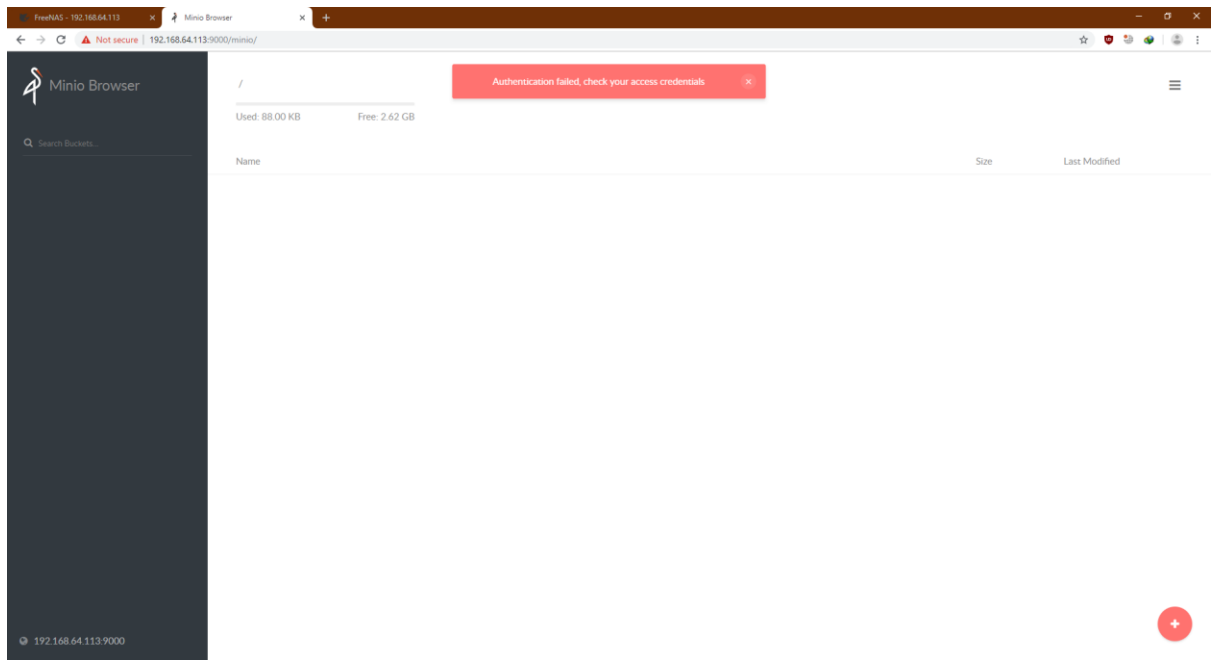 FreeNAS - 192.168.64.113
Minio Browser
Not secure | 192.168.64.113:9000/minio/
Minio Browser
Search Buckets...
192.168.64.113:9000
/
Used: 88.00 KB Free: 2.62 GB
Authentication failed, check your access credentials
Name Size Last Modified